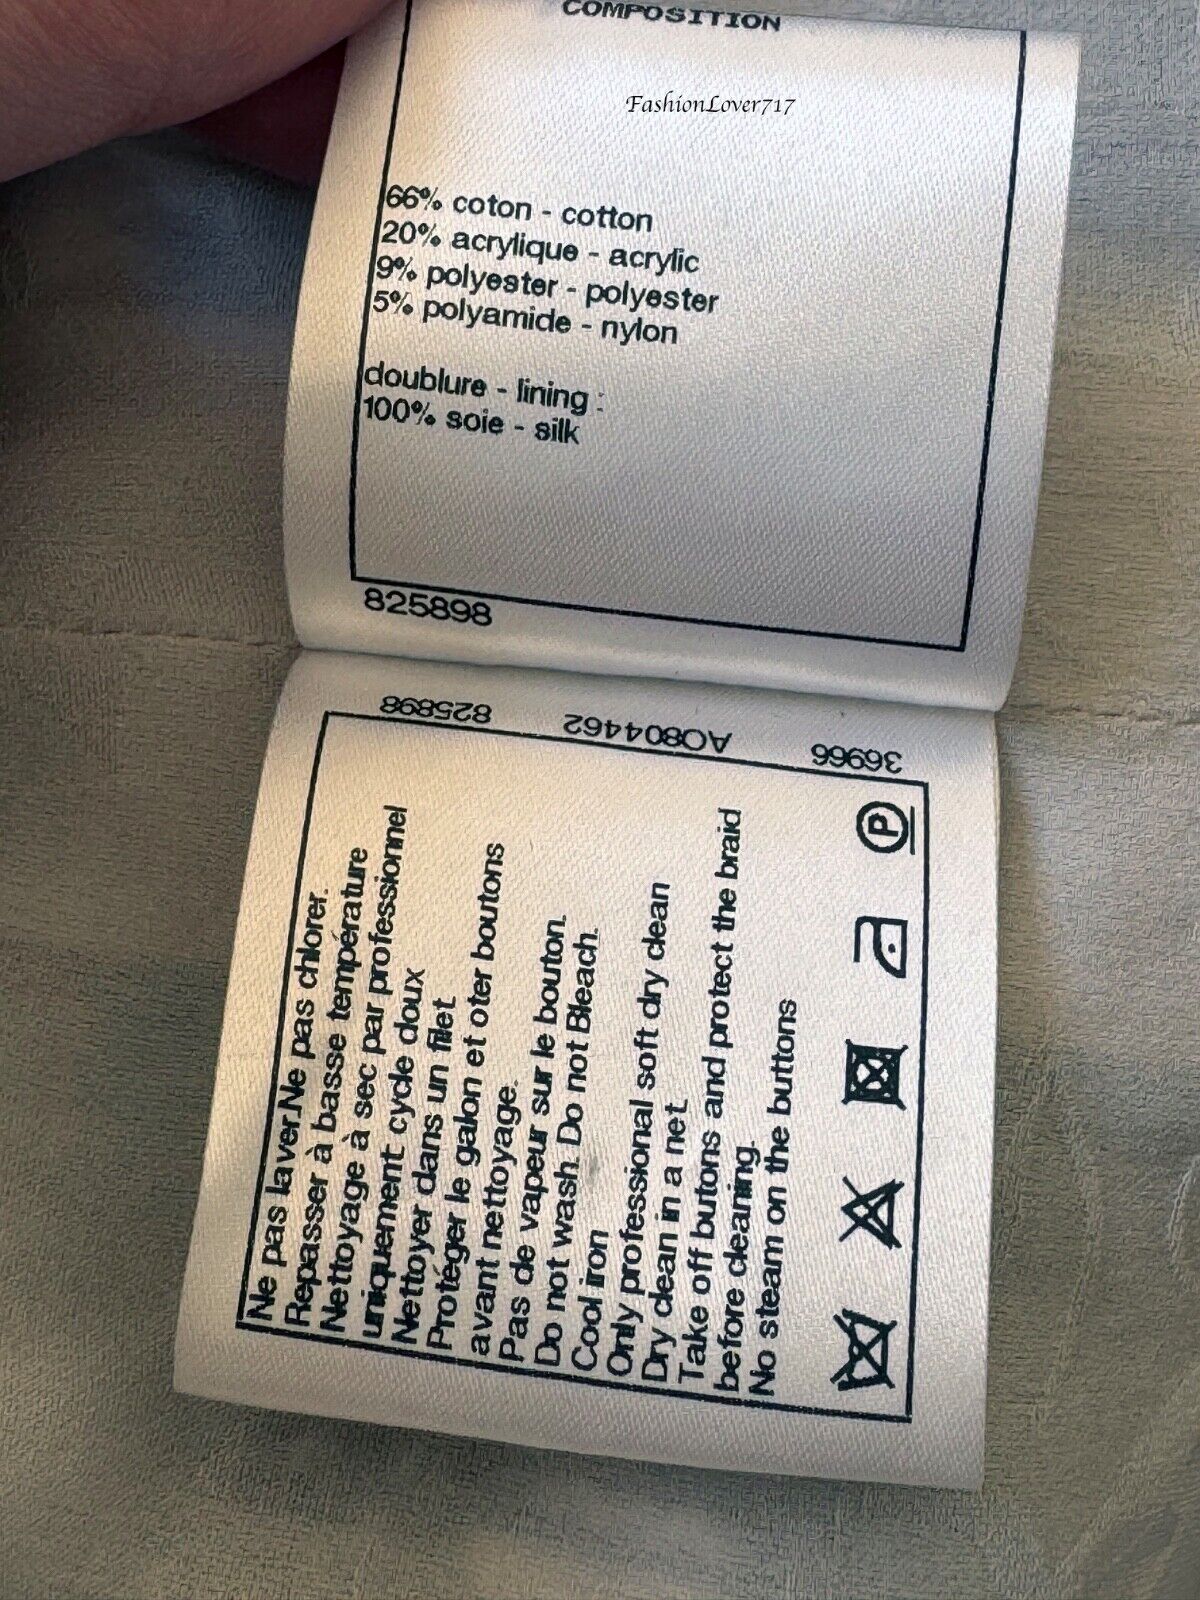 COMPOSITION
FashionLover717
66% coton - cotton
20% acrylique - acrylic
9% polyester - polyester
5% polyamide - nylon
doublure - lining :
100% soie - silk
825898
36966 AO804462 825898
Ne pas laver.Ne pas chlorer.
Repasser à basse température
Nettoyage à sec par professionnel
uniquement cycle doux
Nettoyer dans un filet
Protéger le galon et oter boutons
avant nettoyage.
Pas de vapeur sur le bouton.
Do not wash. Do not Bleach.
Cool iron
Only professional soft dry clean
Dry clean in a net
Take off butons and protect the braid
before cleaning.
No steam on the buttons
P